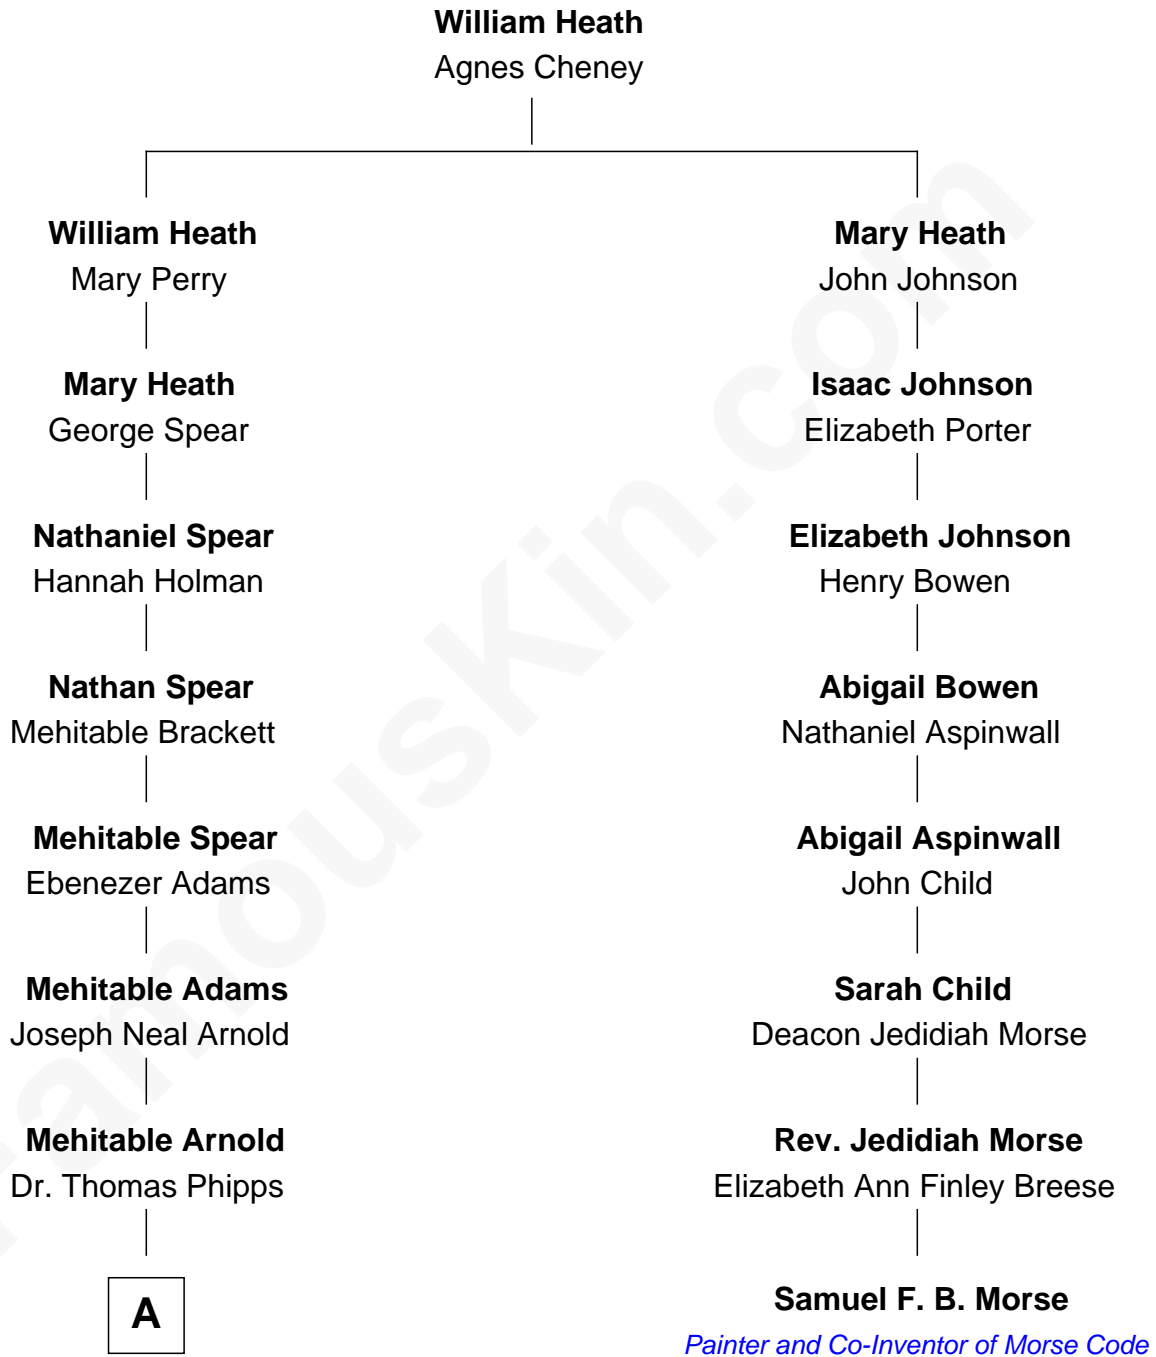 William Heath
Agnes Cheney
William Heath
Mary Perry
Mary Heath
John Johnson
Mary Heath
George Spear
Isaac Johnson
Elizabeth Porter
Nathaniel Spear
Hannah Holman
Elizabeth Johnson
Henry Bowen
Nathan Spear
Mehitable Brackett
Abigail Bowen
Nathaniel Aspinwall
Mehitable Spear
Ebenezer Adams
Abigail Aspinwall
John Child
Mehitable Adams
Joseph Neal Arnold
Sarah Child
Deacon Jedidiah Morse
Mehitable Arnold
Dr. Thomas Phipps
Rev. Jedidiah Morse
Elizabeth Ann Finley Breese
A
Samuel F. B. Morse
Painter and Co-Inventor of Morse Code
FamousKin.com